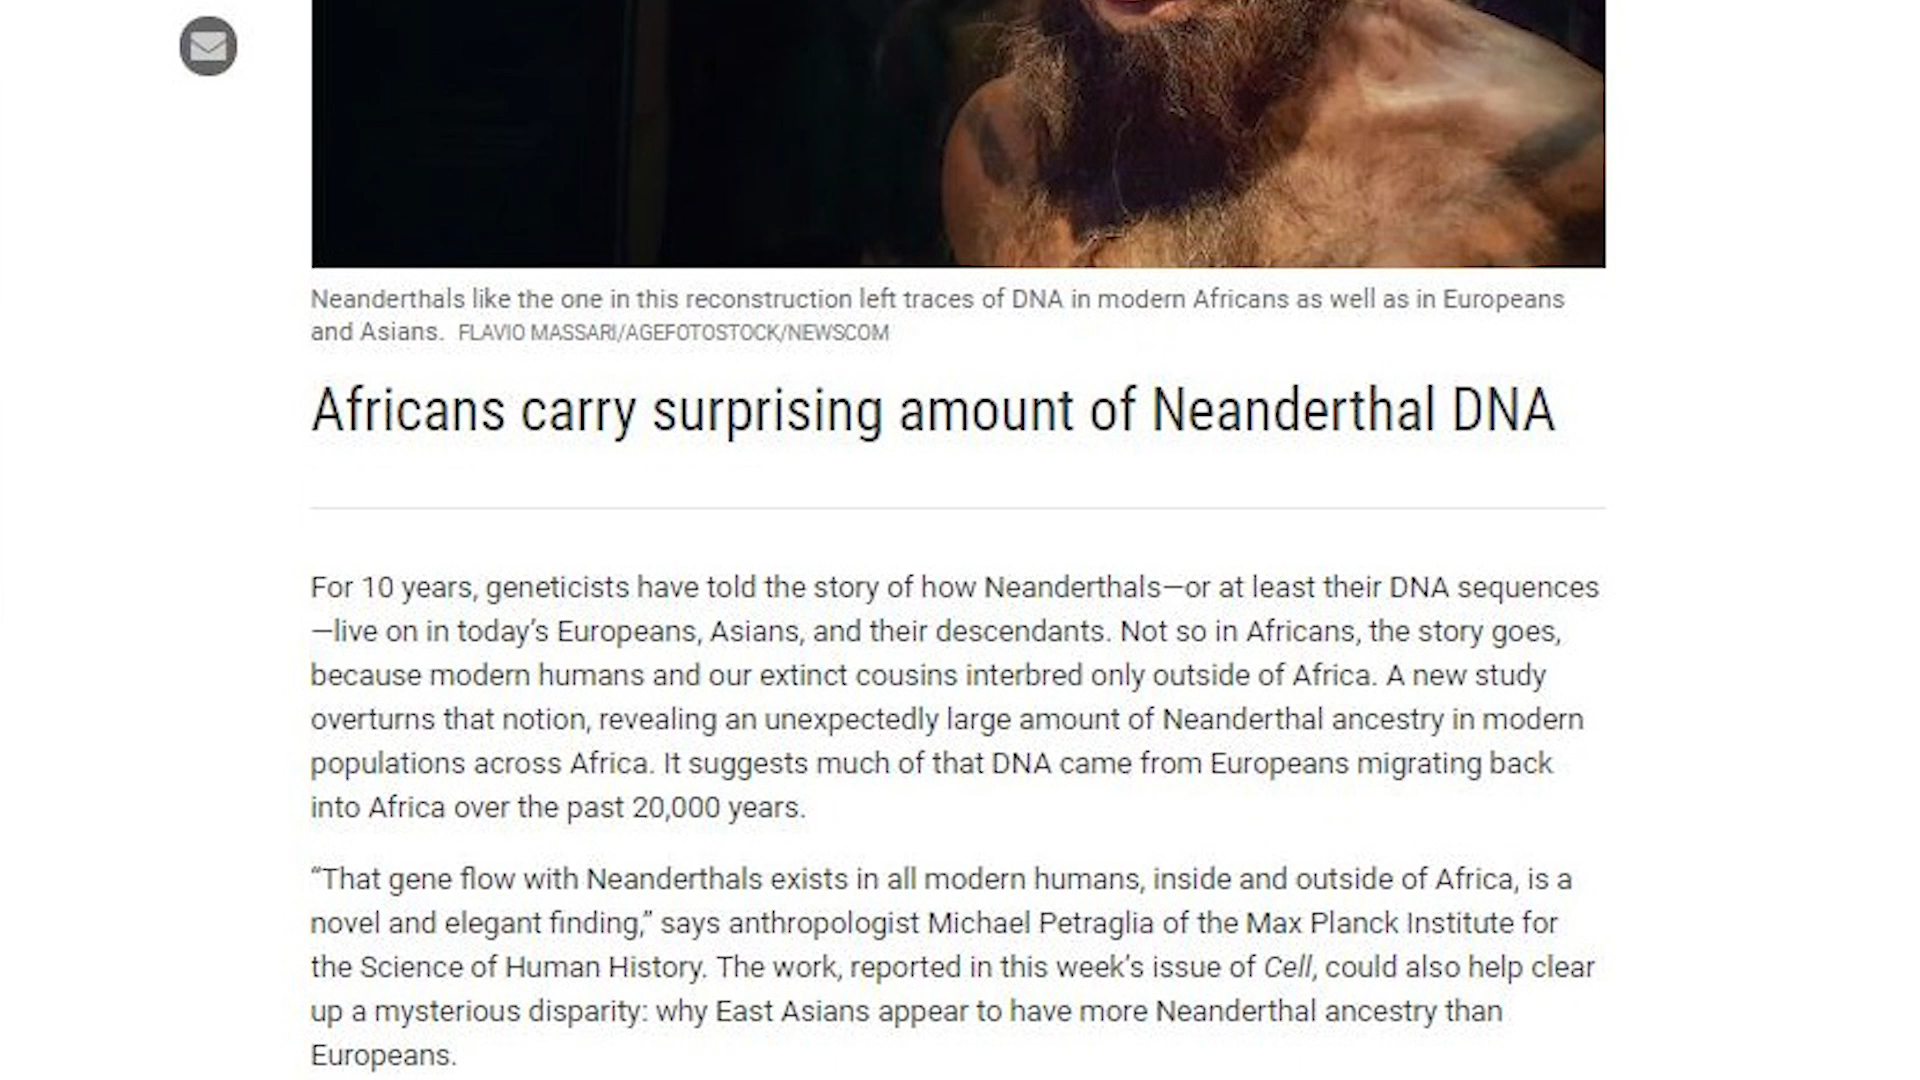 Neanderthals like the one in this reconstruction left traces of DNA in modern Africans as well as in Europeans
and Asians. FLAVIO MASSARI/AGEFOTOSTOCK/NEWSCOM
Africans carry surprising amount of Neanderthal DNA
For 10 years, geneticists have told the story of how Neanderthals—or at least their DNA sequences
—live on in today's Europeans, Asians, and their descendants. Not so in Africans, the story goes,
because modern humans and our extinct cousins interbred only outside of Africa. A new study
overturns that notion, revealing an unexpectedly large amount of Neanderthal ancestry in modern
populations across Africa. It suggests much of that DNA came from Europeans migrating back
into Africa over the past 20,000 years.
“That gene flow with Neanderthals exists in all modern humans, inside and outside of Africa, is a
novel and elegant finding,” says anthropologist Michael Petraglia of the Max Planck Institute for
the Science of Human History. The work, reported in this week's issue of Cell, could also help clear
up a mysterious disparity: why East Asians appear to have more Neanderthal ancestry than
Europeans.